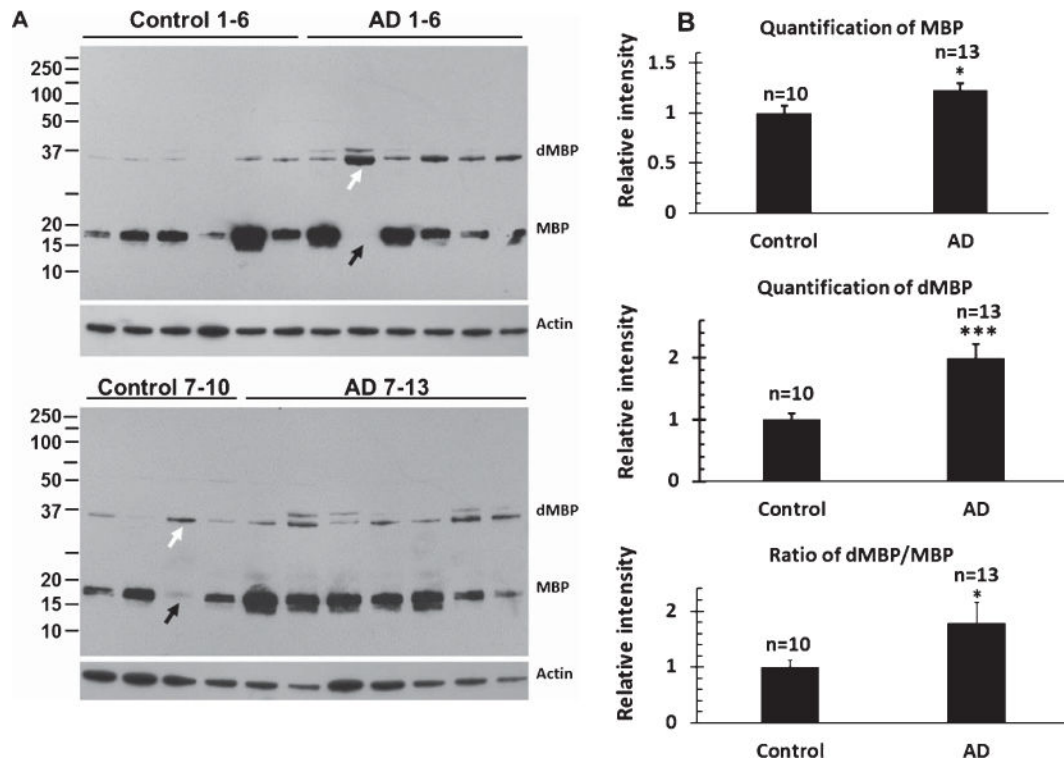 A
Control 1-6 AD 1-6
250
100
50
37
20
15
10
dMBP
MBP
Actin
Control 7-10 AD 7-13
250
100
50
37
20
15
10
dMBP
MBP
Actin
B
Quantification of MBP
Relative intensity
1.5
1
0.5
0
n=10
n=13
*
Control AD
Quantification of dMBP
Relative intensity
2
1
0
n=10
n=13
***
Control AD
Ratio of dMBP/MBP
Relative intensity
2
1
0
n=10
n=13
*
Control AD